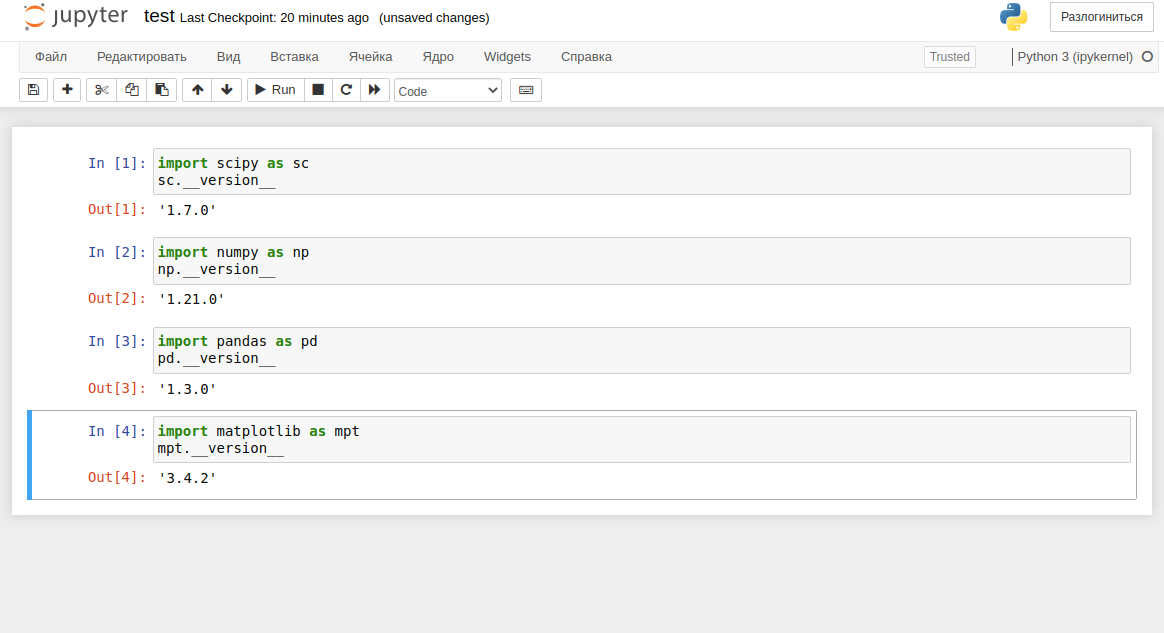 jupyter test Last Checkpoint: 20 minutes ago (unsaved changes) Разлогиниться
Файл Редактировать Вид Вставка Ячейка Ядро Widgets Справка Trusted Python 3 (ipykernel)
Run Code
In [1]: import scipy as sc
sc.__version__
Out[1]: '1.7.0'
In [2]: import numpy as np
np.__version__
Out[2]: '1.21.0'
In [3]: import pandas as pd
pd.__version__
Out[3]: '1.3.0'
In [4]: import matplotlib as mpt
mpt.__version__
Out[4]: '3.4.2'